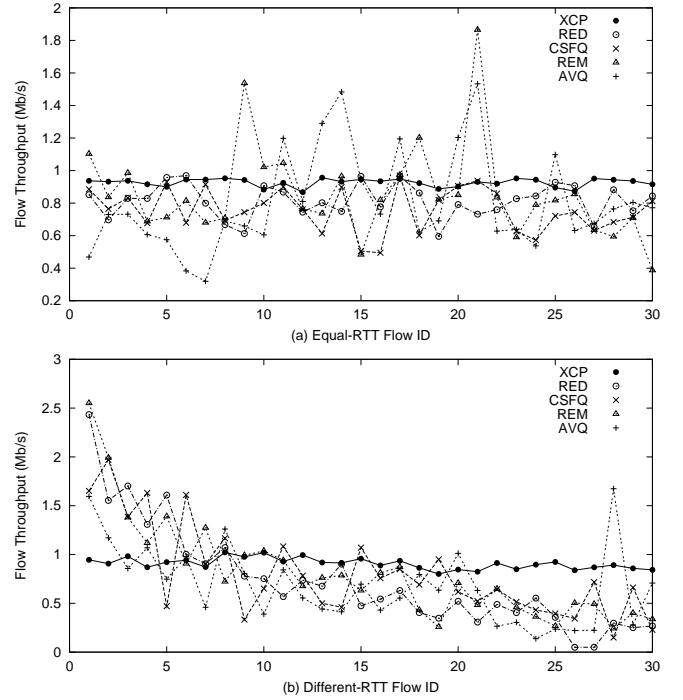 2
1.8
1.6
1.4
1.2
1
0.8
0.6
0.4
0.2
Flow Throughput (Mb/s)
XCP
RED
CSFQ
REM
AVQ
0 5 10 15 20 25 30
(a) Equal-RTT Flow ID
3
2.5
2
1.5
1
0.5
0
Flow Throughput (Mb/s)
XCP
RED
CSFQ
REM
AVQ
0 5 10 15 20 25 30
(b) Different-RTT Flow ID